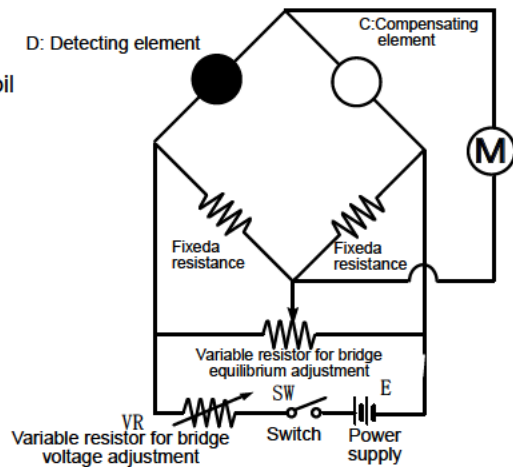 C:Compensating
element
D: Detecting element
oil
M
Fixeda
resistance
Fixeda
resistance
Variable resistor for bridge
equilibrium adjustment
SW
E
VR
Switch
Power
supply
Variable resistor for bridge
voltage adjustment